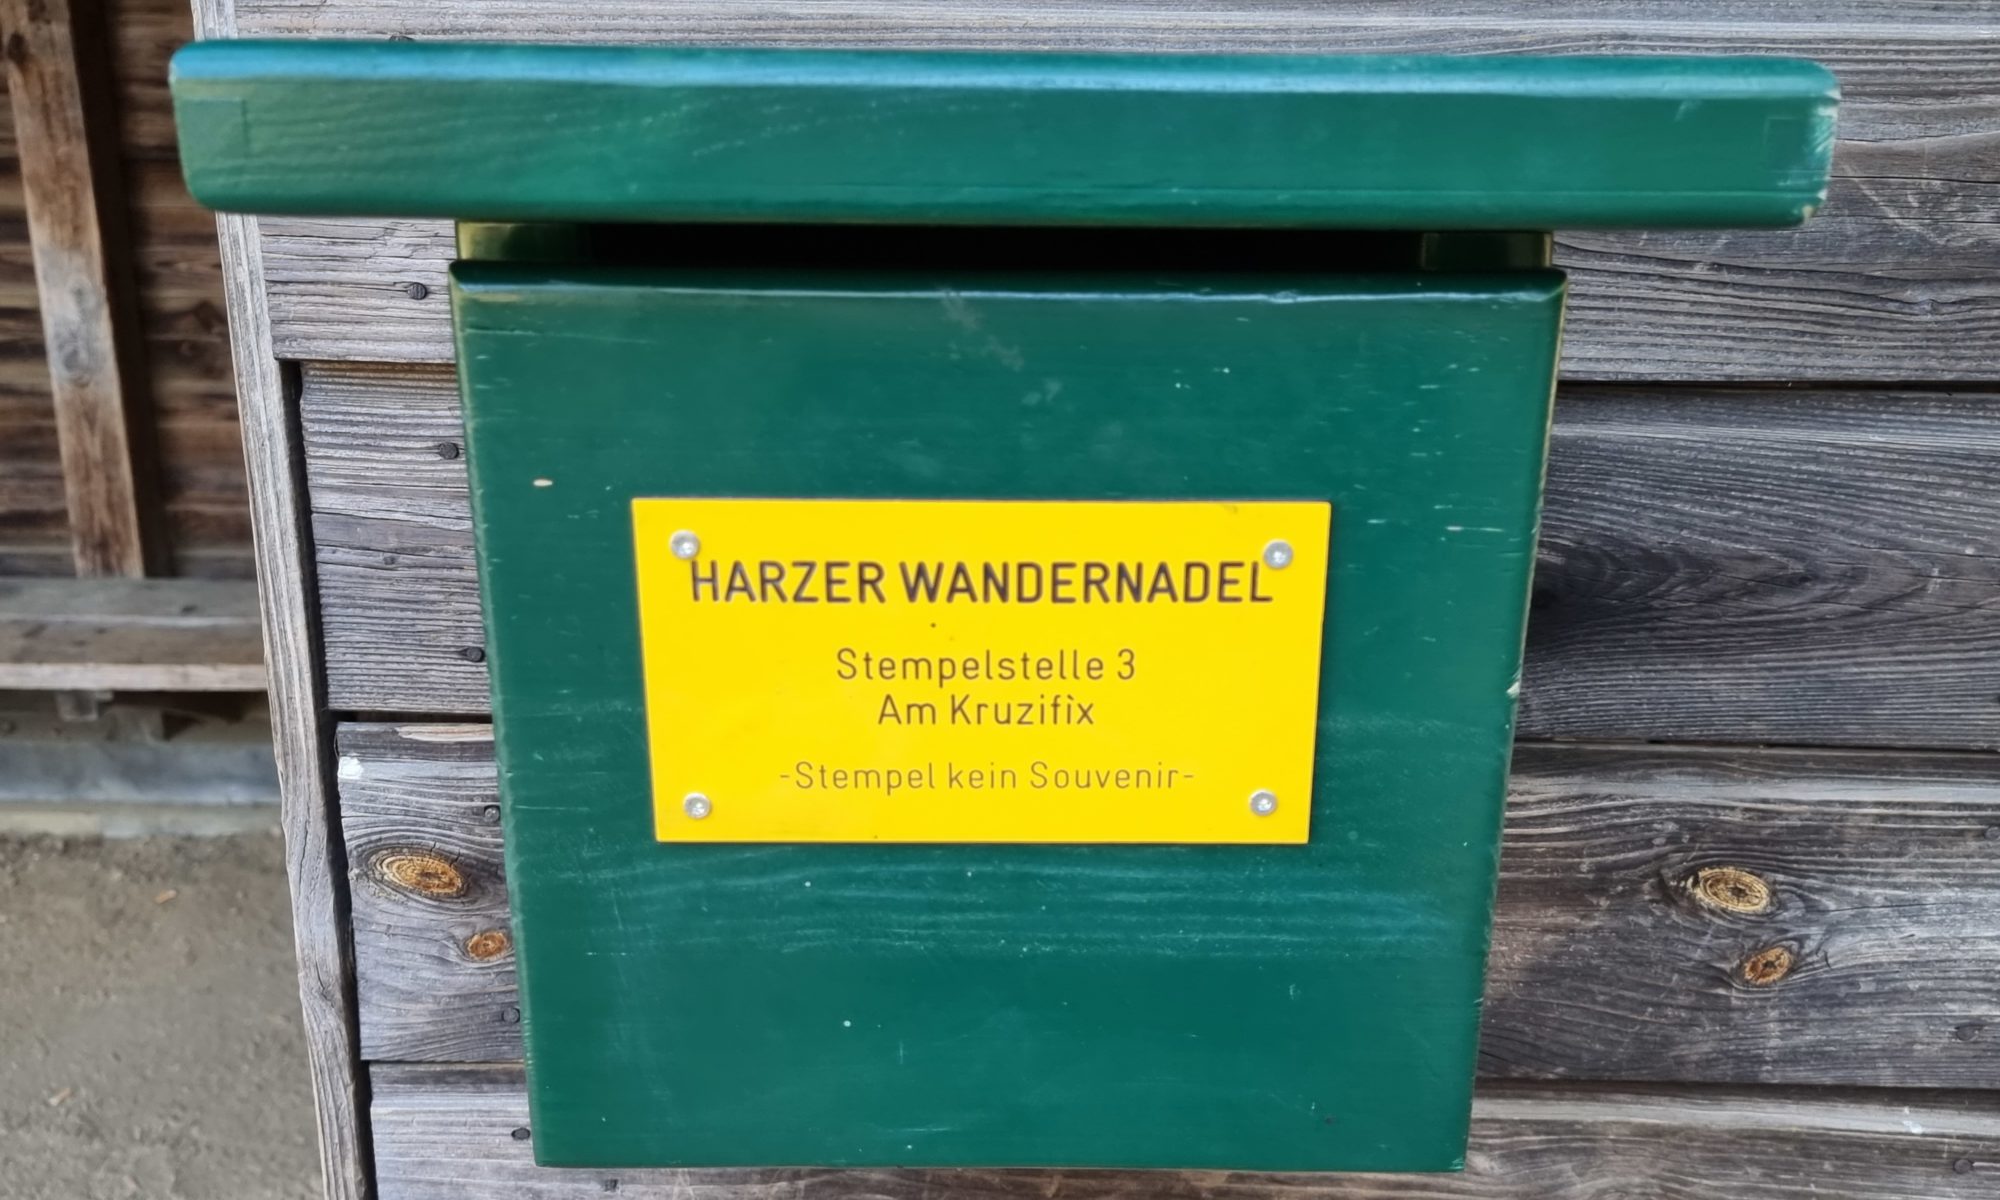 HARZER WANDERNADEL
Stempelstelle 3
Am Kruzifix
-Stempel kein Souvenir-